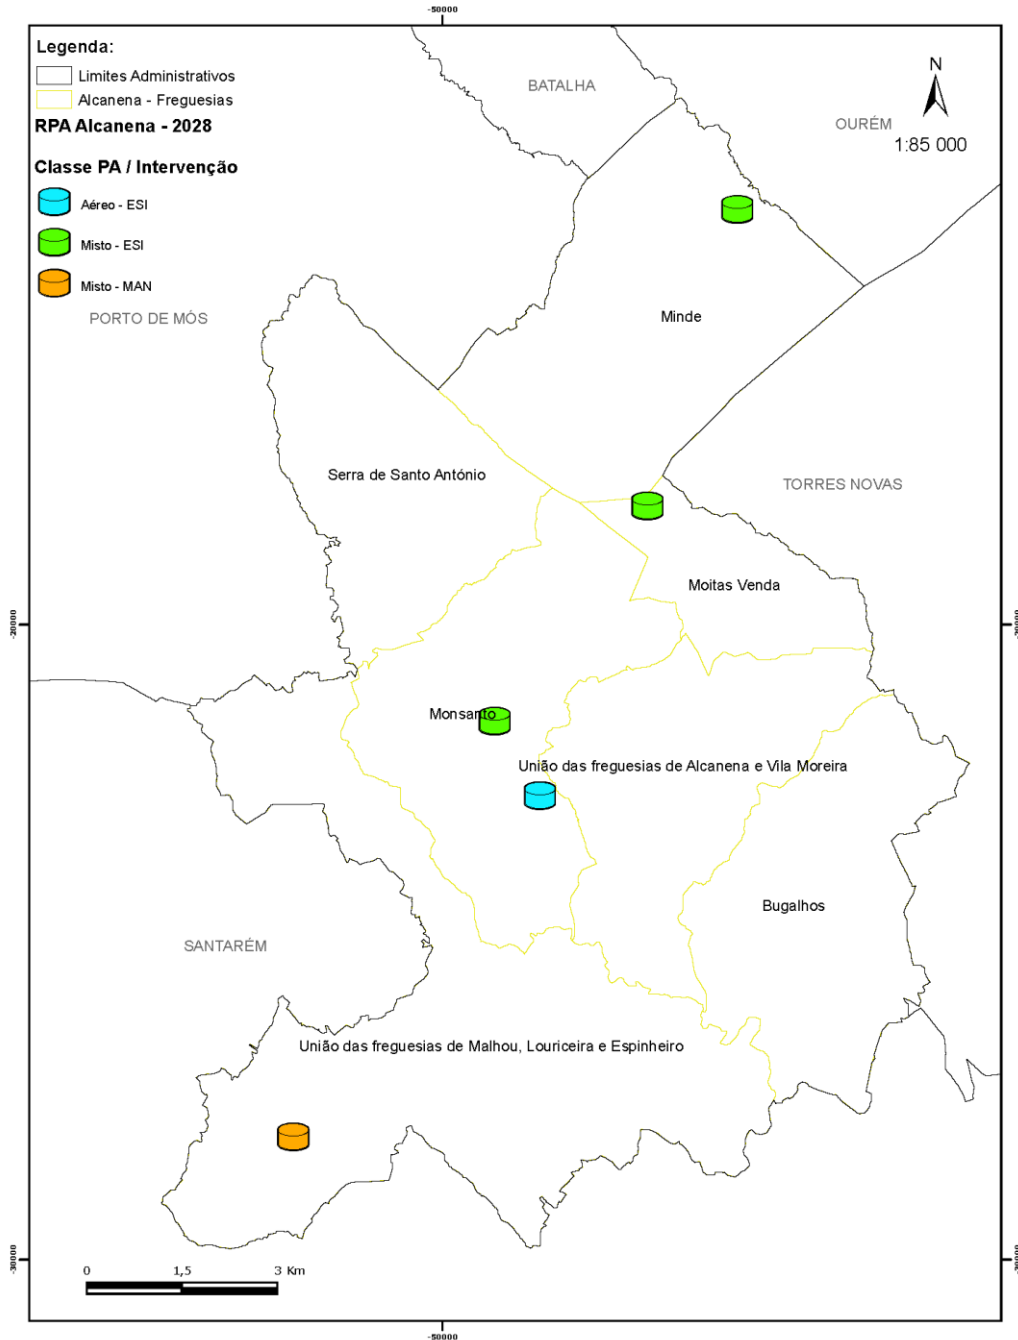 -50000
Legenda:
Limites Administrativos
Alcanena - Freguesias
RPA Alcanena - 2028
Classe PA / Intervenção
Aéreo - ESI
Misto - ESI
Misto - MAN
BATALHA
OURÉM
N
1:85 000
PORTO DE MÓS
Minde
Serra de Santo António
TORRES NOVAS
Moitas Venda
-20000
-20000
Monsanto
União das freguesias de Alcanena e Vila Moreira
Bugalhos
SANTARÉM
União das freguesias de Malhou, Louriceira e Espinheiro
-30000
-30000
0 1,5 3 Km
-50000